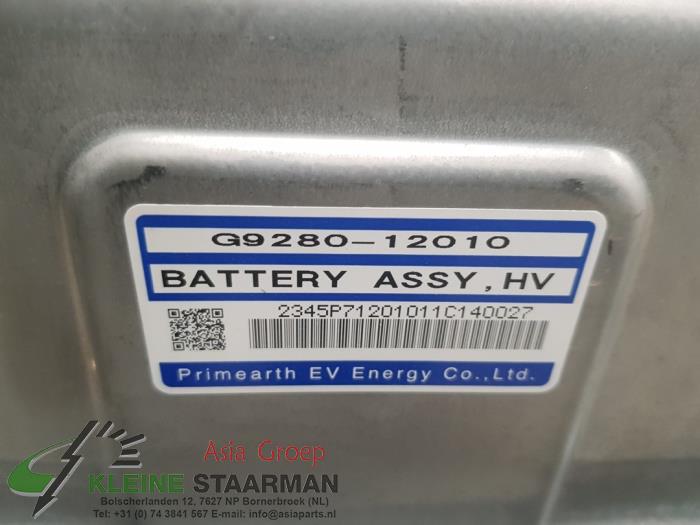 G9280-12010
BATTERY ASSY, HV
2345P71201011C140027
Primearth EV Energy Co.,Ltd.
Asia Groep
KLEINE STAARMAN
Bolscherlanden 12, 7627 NP Bornerbroek (NL)
Tel: +31 (0) 74 3841 567 E-mail: info@asiaparts.nl